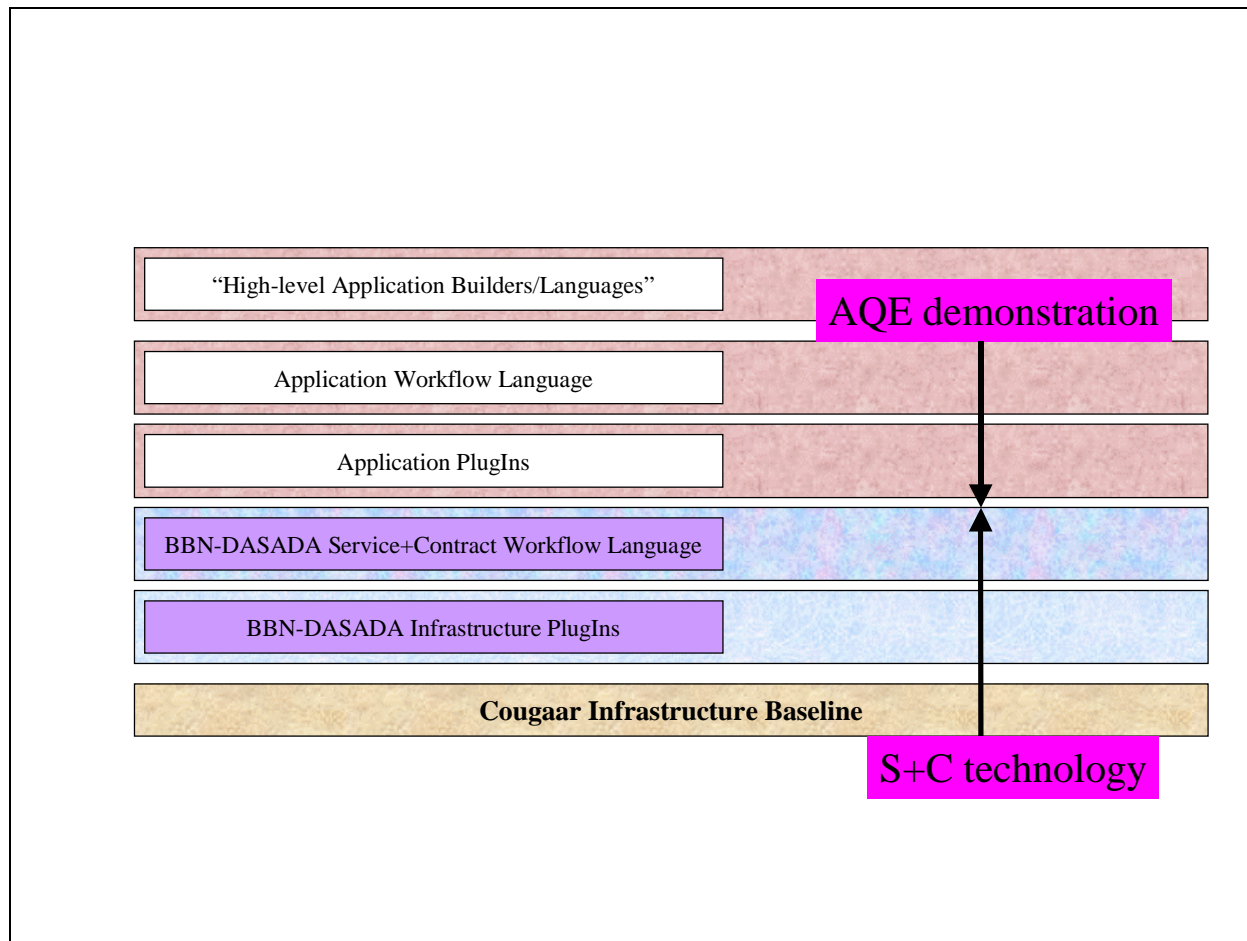 “High-level Application Builders/Languages”
AQE demonstration
Application Workflow Language
Application PlugIns
BBN-DASADA Service+Contract Workflow Language
BBN-DASADA Infrastructure PlugIns
Cougaar Infrastructure Baseline
S+C technology